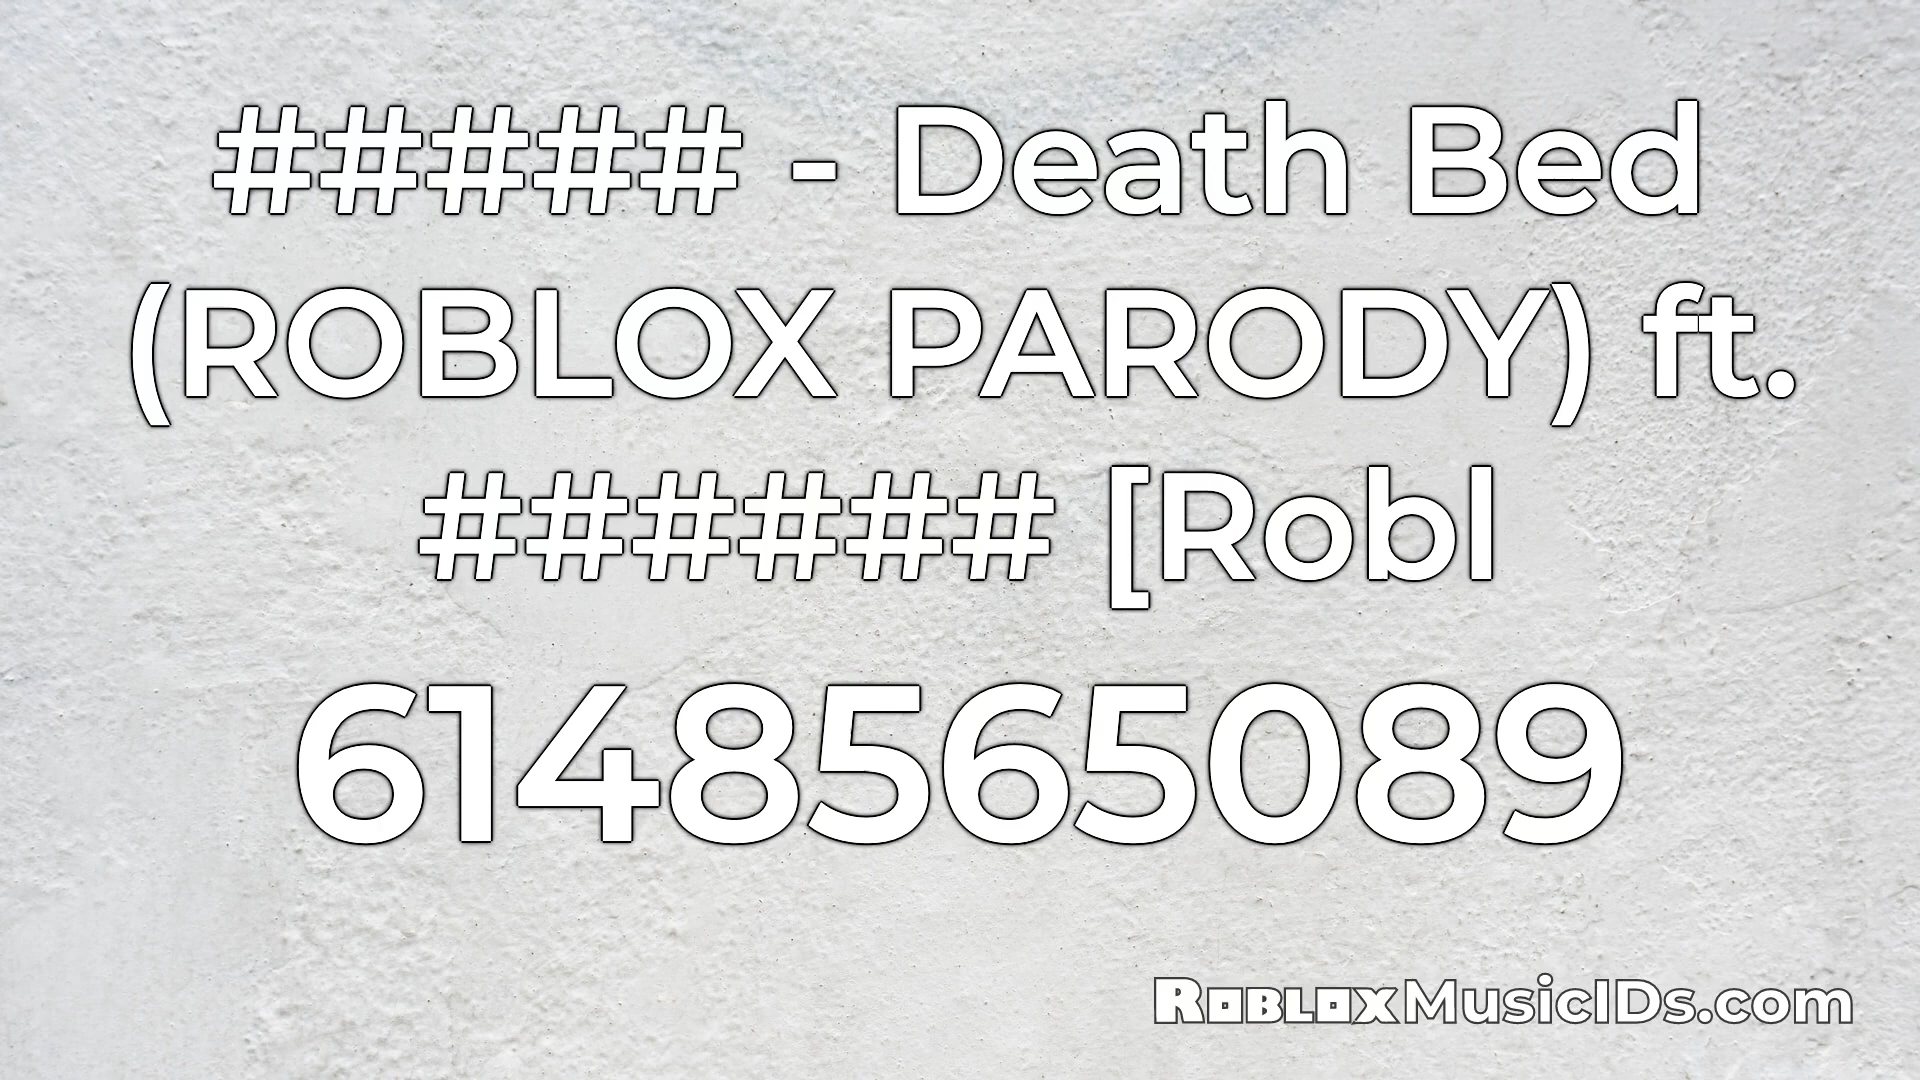 ##### - Death Bed
(ROBLOX PARODY) ft.
###### [Robl
6148565089
ROBLOXMusicIDs.com